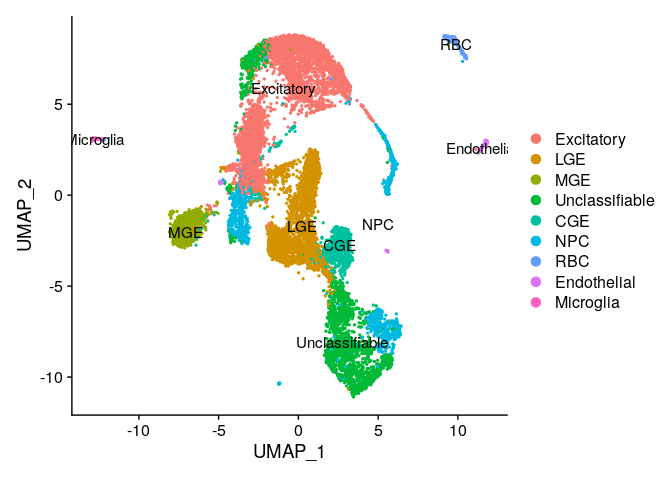 RBC
Excitatory
Microglia
Endothelia
MGE
LGE
NPC
CGE
Unclassifiable
5
0
-5
-10
UMAP_2
-10
-5
0
5
10
UMAP_1
Excitatory
LGE
MGE
Unclassifiable
CGE
NPC
RBC
Endothelial
Microglia